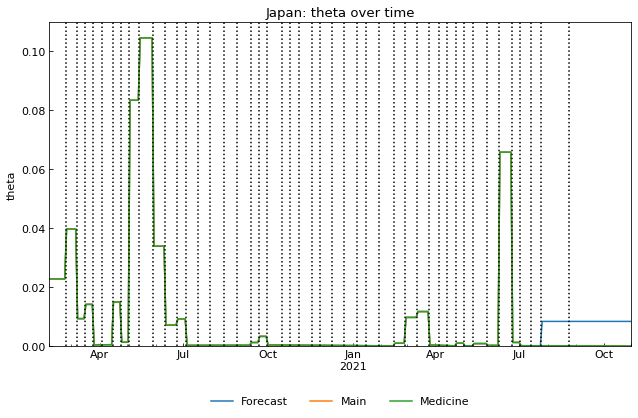 Japan: theta over time
theta
0.10
0.08
0.06
0.04
0.02
0.00
Apr Jul Oct Jan Apr Jul Oct
2021
Forecast Main Medicine